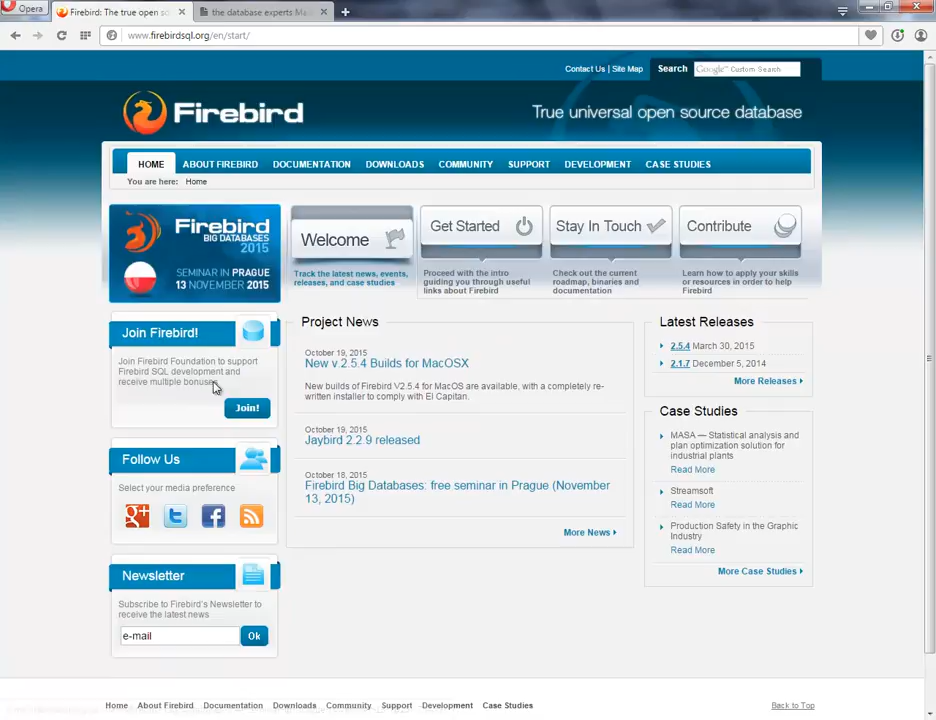 Opera
Firebird: The true open so
the database experts Ma
www.firebirdsql.org/en/start/
Contact Us | Site Map
Search
Google™ Custom Search
Firebird
True universal open source database
HOME ABOUT FIREBIRD DOCUMENTATION DOWNLOADS COMMUNITY SUPPORT DEVELOPMENT CASE STUDIES
You are here: Home
Firebird
BIG DATABASES
2015
SEMINAR IN PRAGUE
13 NOVEMBER 2015
Welcome
Track the latest news, events,
releases, and case studies
Get Started
Proceed with the intro
guiding you through useful
links about Firebird
Stay In Touch
Check out the current
roadmap, binaries and
documentation
Contribute
Learn how to apply your skills
or resources in order to help
Firebird
Join Firebird!
Join Firebird Foundation to support
Firebird SQL development and
receive multiple bonuses
Join!
Follow Us
Select your media preference
Newsletter
Subscribe to Firebird's Newsletter to
receive the latest news
e-mail
Ok
Project News
October 19, 2015
New v.2.5.4 Builds for MacOSX
New builds of Firebird V2.5.4 for MacOS are available, with a completely re-
written installer to comply with El Capitan.
October 19, 2015
Jaybird 2.2.9 released
October 18, 2015
Firebird Big Databases: free seminar in Prague (November
13, 2015)
More News
Latest Releases
2.5.4 March 30, 2015
2.1.7 December 5, 2014
More Releases
Case Studies
MASA — Statistical analysis and
plan optimization solution for
industrial plants
Read More
Streamsoft
Read More
Production Safety in the Graphic
Industry
Read More
More Case Studies
Home About Firebird Documentation Downloads Community Support Development Case Studies
Back to Top